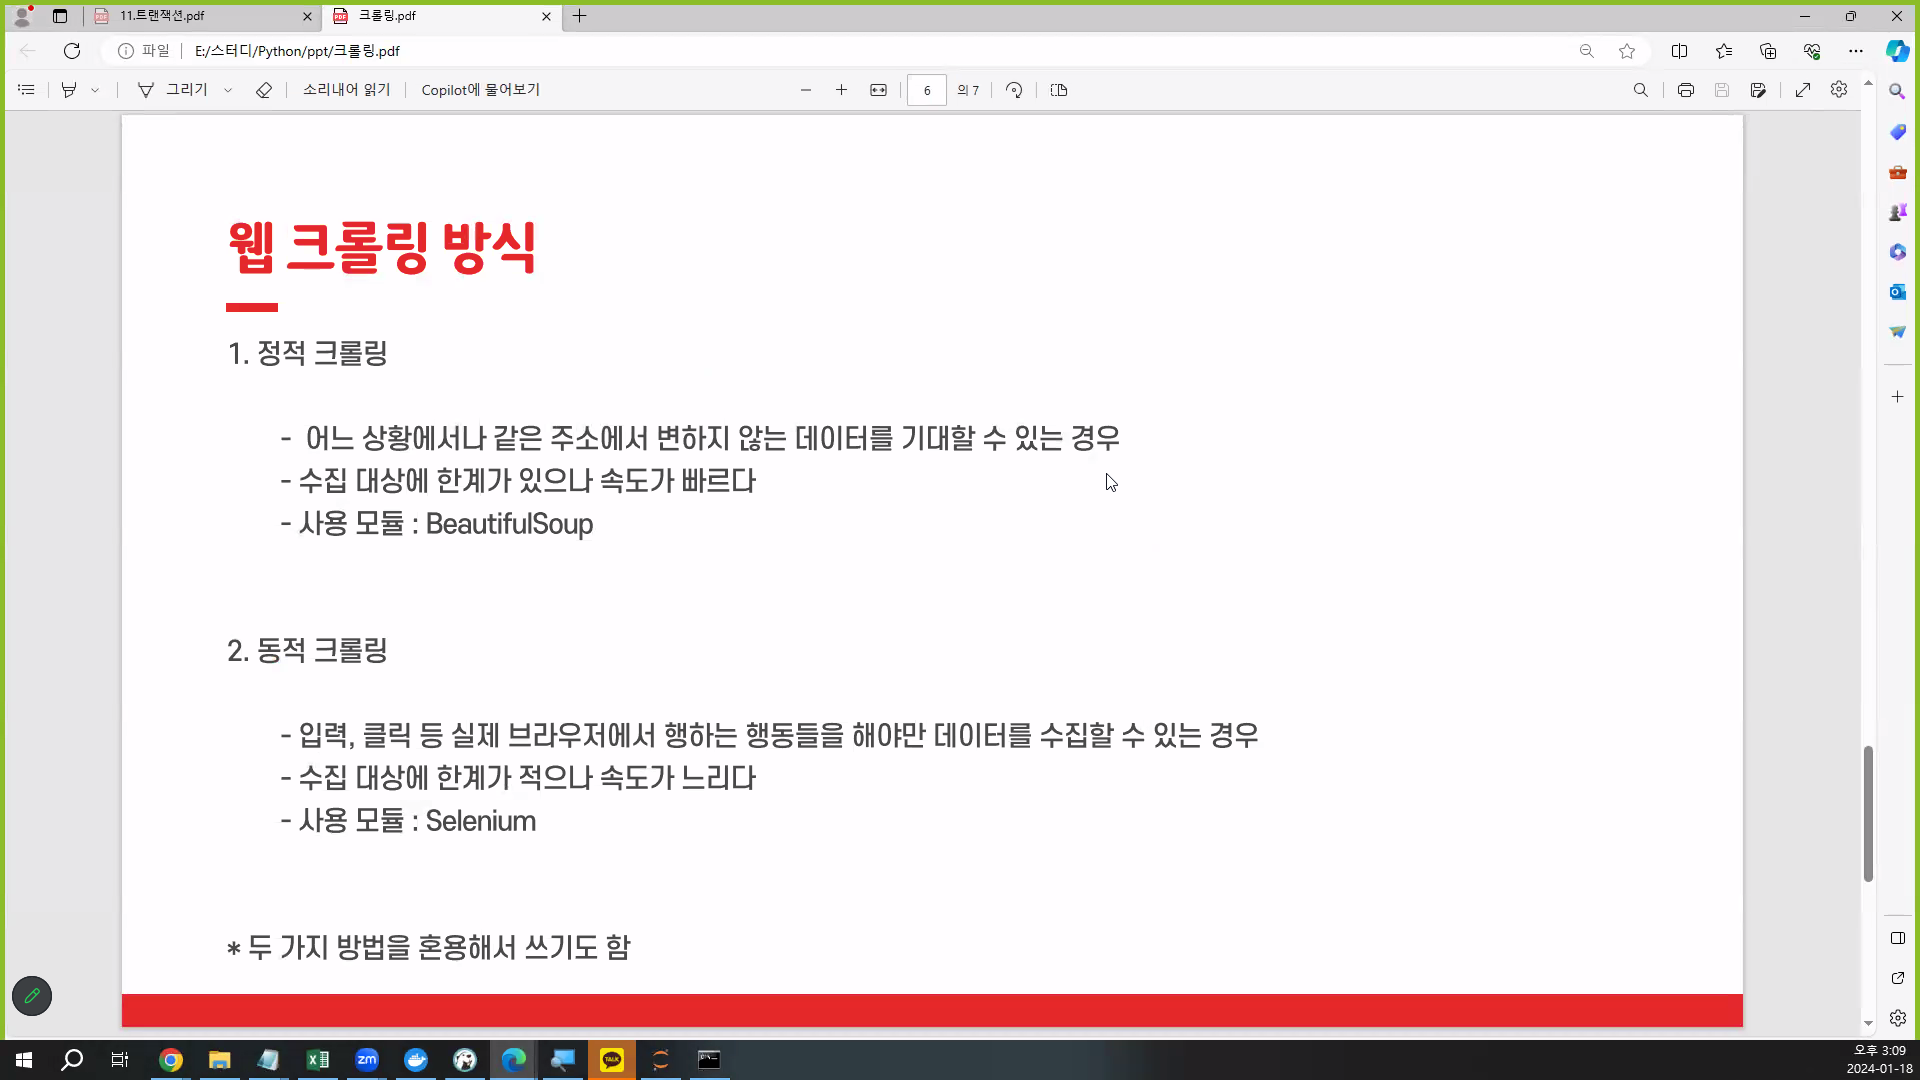 11.트랜잭션.pdf
크롤링.pdf
파일
E:/스터디/Python/ppt/크롤링.pdf
그리기
소리내어 읽기
Copilot에 물어보기
6
의 7
웹 크롤링 방식
1. 정적 크롤링
- 어느 상황에서나 같은 주소에서 변하지 않는 데이터를 기대할 수 있는 경우
- 수집 대상에 한계가 있으나 속도가 빠르다
- 사용 모듈 : BeautifulSoup
2. 동적 크롤링
- 입력, 클릭 등 실제 브라우저에서 행하는 행동들을 해야만 데이터를 수집할 수 있는 경우
- 수집 대상에 한계가 적으나 속도가 느리다
- 사용 모듈 : Selenium
* 두 가지 방법을 혼용해서 쓰기도 함
zm
TALK
오후 3:09
2024-01-18